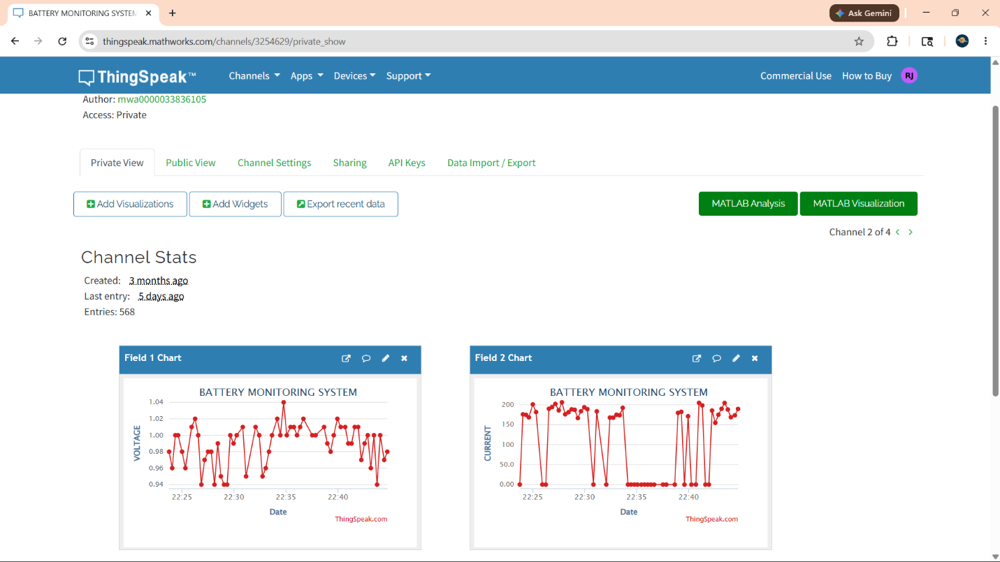 BATTERY MONITORING SYSTEM
Ask Gemini
thingspeak.mathworks.com/channels/3254629/private_show
ThingSpeak™
Channels
Apps
Devices
Support
Commercial Use
How to Buy
RJ
Author: mwa0000033836105
Access: Private
Private View
Public View
Channel Settings
Sharing
API Keys
Data Import / Export
Add Visualizations
Add Widgets
Export recent data
MATLAB Analysis
MATLAB Visualization
Channel 2 of 4 < >
Channel Stats
Created: 3 months ago
Last entry: 5 days ago
Entries: 568
Field 1 Chart
BATTERY MONITORING SYSTEM
VOLTAGE
1.04
1.02
1.00
0.98
0.96
0.94
22:25 22:30 22:35 22:40
Date
ThingSpeak.com
Field 2 Chart
BATTERY MONITORING SYSTEM
CURRENT
200
150
100
50.0
0.00
22:25 22:30 22:35 22:40
Date
ThingSpeak.com